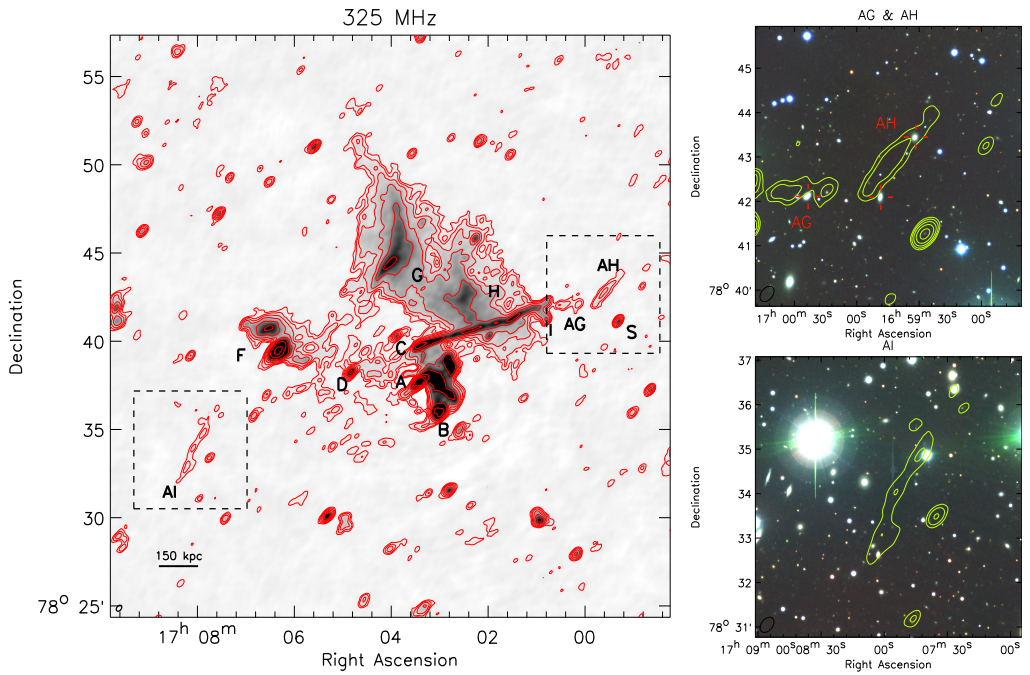 325 MHz
55
50
45
40
35
30
78° 25'
Declination
G
H
AH
AG
S
I
C
F
D
A
B
AI
150 kpc
17ʰ 08ᵐ
06
04
02
00
Right Ascension
AG & AH
45
44
43
42
41
78° 40'
Declination
AH
AG
17ʰ 00ᵐ 30ˢ
00ˢ
16ʰ 59ᵐ 30ˢ
00ˢ
Right Ascension
AI
37
36
35
34
33
32
78° 31'
Declination
17ʰ 09ᵐ 00ˢ
08ᵐ 30ˢ
00ˢ
07ᵐ 30ˢ
00ˢ
Right Ascension